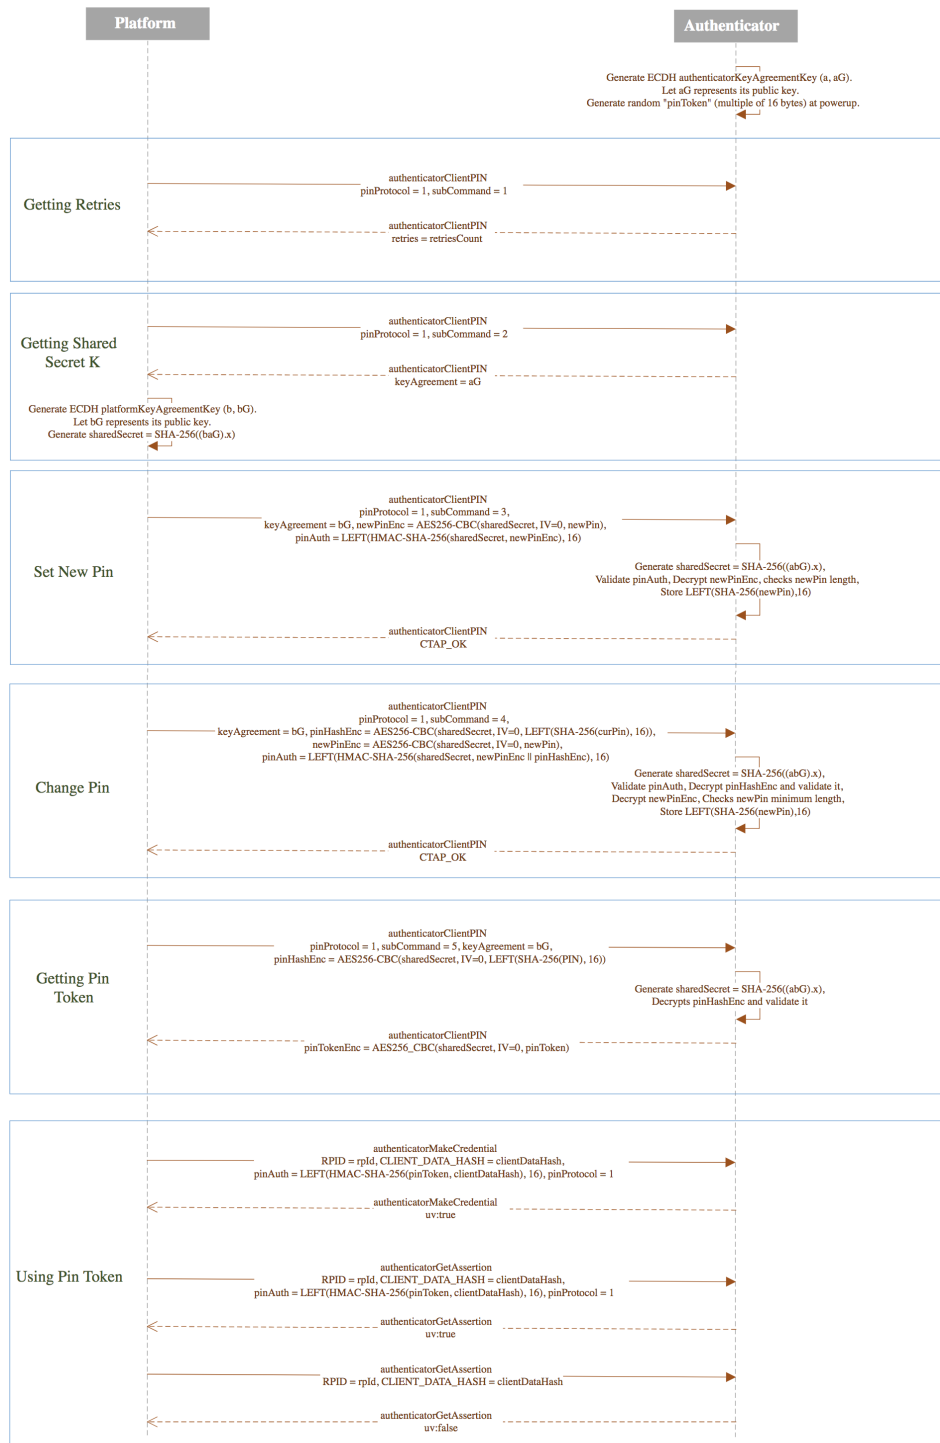 Platform
Authenticator
Generate ECDH authenticatorKeyAgreementKey (a, aG).
Let aG represents its public key.
Generate random "pinToken" (multiple of 16 bytes) at powerup.
Getting Retries
authenticatorClientPIN
pinProtocol = 1, subCommand = 1
authenticatorClientPIN
retries = retriesCount
Getting Shared
Secret K
authenticatorClientPIN
pinProtocol = 1, subCommand = 2
authenticatorClientPIN
keyAgreement = aG
Generate ECDH platformKeyAgreementKey (b, bG).
Let bG represents its public key.
Generate sharedSecret = SHA-256((baG).x)
Set New Pin
authenticatorClientPIN
pinProtocol = 1, subCommand = 3,
keyAgreement = bG, newPinEnc = AES256-CBC(sharedSecret, IV=0, newPin),
pinAuth = LEFT(HMAC-SHA-256(sharedSecret, newPinEnc), 16)
Generate sharedSecret = SHA-256((abG).x),
Validate pinAuth, Decrypt newPinEnc, checks newPin length,
Store LEFT(SHA-256(newPin),16)
authenticatorClientPIN
CTAP_OK
Change Pin
authenticatorClientPIN
pinProtocol = 1, subCommand = 4,
keyAgreement = bG, pinHashEnc = AES256-CBC(sharedSecret, IV=0, LEFT(SHA-256(curPin), 16)),
newPinEnc = AES256-CBC(sharedSecret, IV=0, newPin),
pinAuth = LEFT(HMAC-SHA-256(sharedSecret, newPinEnc || pinHashEnc), 16)
Generate sharedSecret = SHA-256((abG).x),
Validate pinAuth, Decrypt pinHashEnc and validate it,
Decrypt newPinEnc, Checks newPin minimum length,
Store LEFT(SHA-256(newPin),16)
authenticatorClientPIN
CTAP_OK
Getting Pin
Token
authenticatorClientPIN
pinProtocol = 1, subCommand = 5, keyAgreement = bG,
pinHashEnc = AES256-CBC(sharedSecret, IV=0, LEFT(SHA-256(PIN), 16))
Generate sharedSecret = SHA-256((abG).x),
Decrypts pinHashEnc and validate it
authenticatorClientPIN
pinTokenEnc = AES256_CBC(sharedSecret, IV=0, pinToken)
Using Pin Token
authenticatorMakeCredential
RPID = rpId, CLIENT_DATA_HASH = clientDataHash,
pinAuth = LEFT(HMAC-SHA-256(pinToken, clientDataHash), 16), pinProtocol = 1
authenticatorMakeCredential
uv:true
authenticatorGetAssertion
RPID = rpId, CLIENT_DATA_HASH = clientDataHash,
pinAuth = LEFT(HMAC-SHA-256(pinToken, clientDataHash), 16), pinProtocol = 1
authenticatorGetAssertion
uv:true
authenticatorGetAssertion
RPID = rpId, CLIENT_DATA_HASH = clientDataHash
authenticatorGetAssertion
uv:false